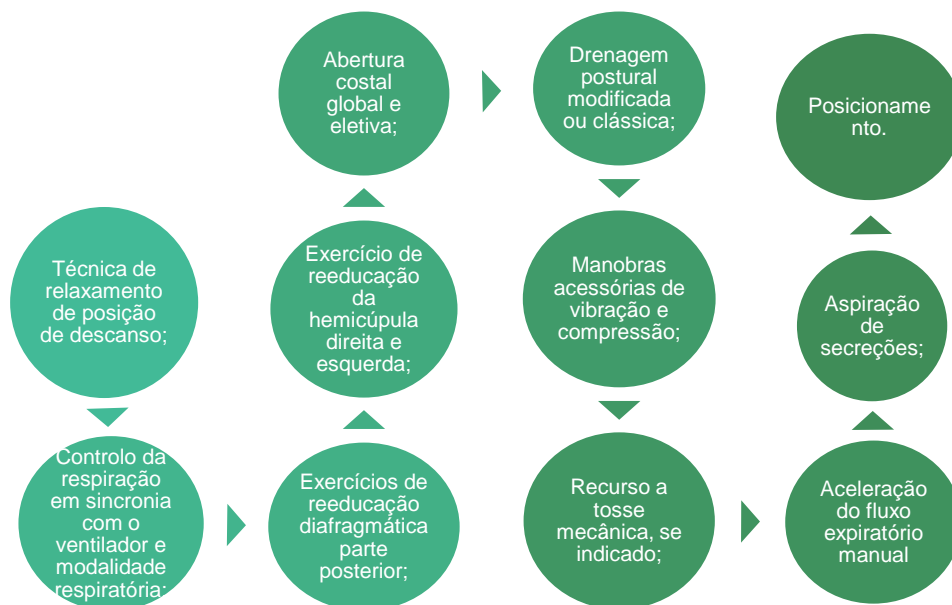 Técnica de
relaxamento
de posição
de descanso;
Controlo da
respiração
em sincronia
com o
ventilador e
modalidade
respiratória;
Exercícios de
reeducação
diafragmática
parte
posterior;
Exercício de
reeducação
da
hemicúpula
direita e
esquerda;
Abertura
costal
global e
eletiva;
Drenagem
postural
modificada
ou clássica;
Manobras
acessórias de
vibração e
compressão;
Recurso a
tosse
mecânica, se
indicado;
Aceleração
do fluxo
expiratório
manual
Aspiração
de
secreções;
Posicioname
nto.